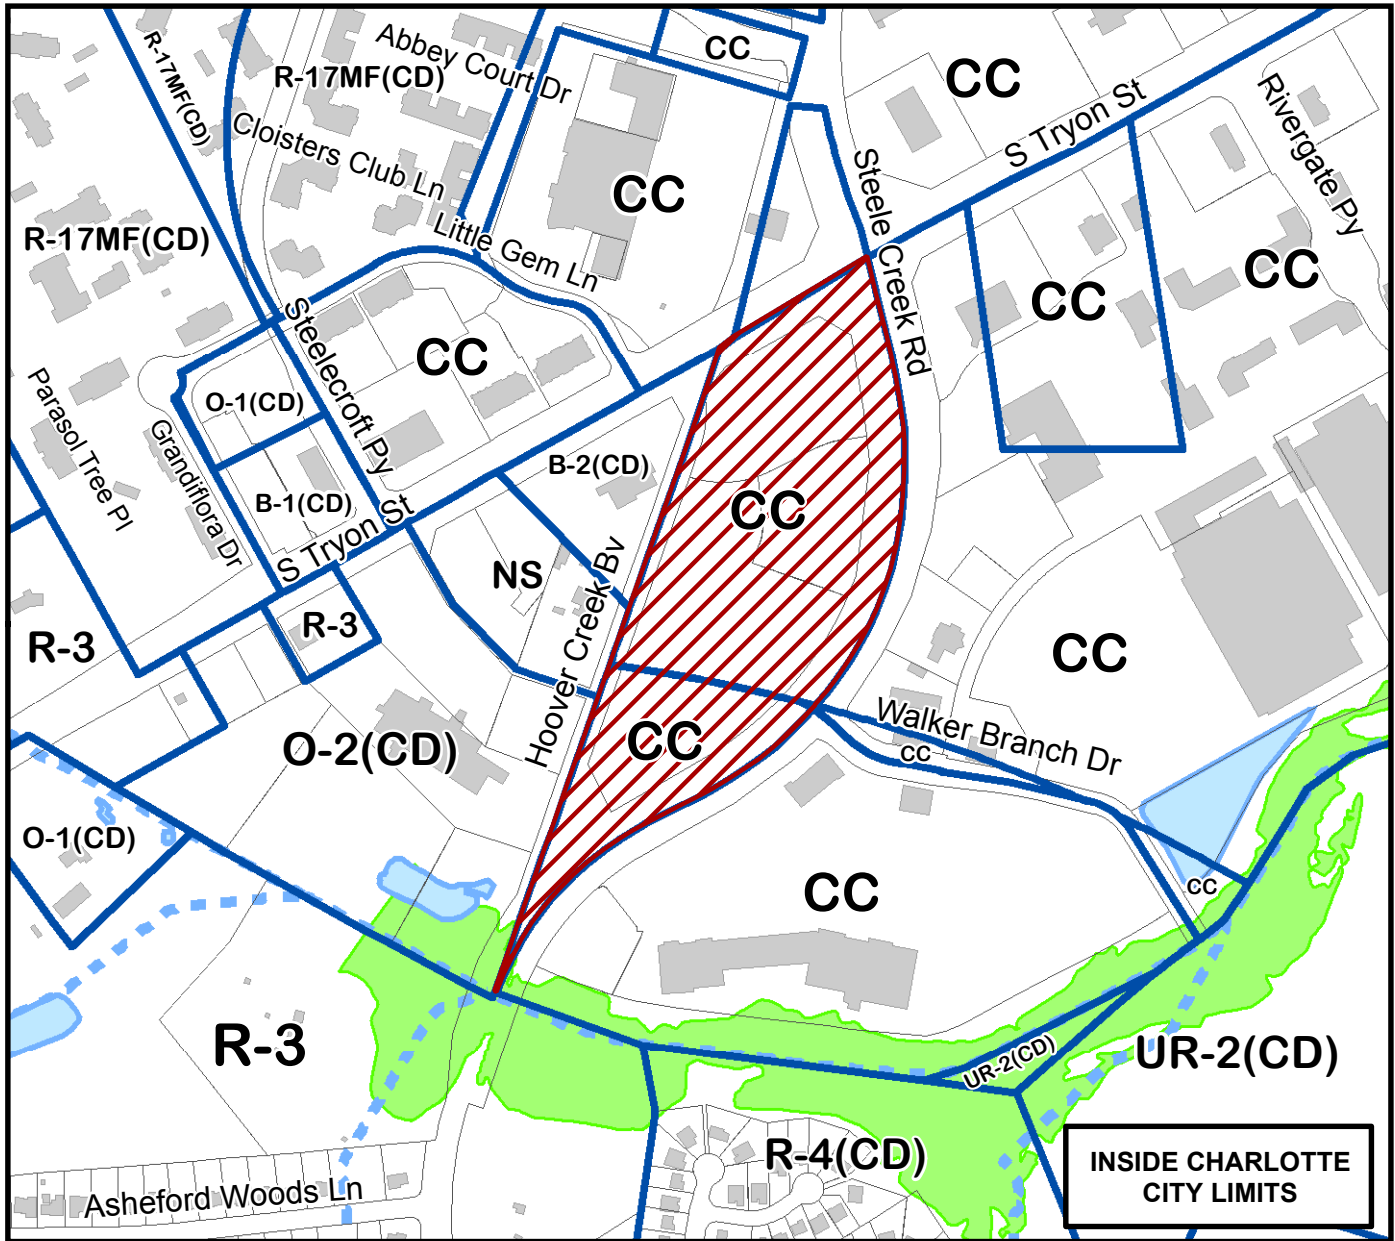 R-17MF(CD)
Abbey Court Dr
CC
CC
R-17MF(CD)
Rivergate Py
S Tryon St
Cloisters Club Ln
CC
Steele Creek Rd
R-17MF(CD)
Little Gem Ln
CC
CC
Steelecroft Py
CC
Parasol Tree Pl
O-1(CD)
Grandiflora Dr
B-2(CD)
B-1(CD)
CC
S Tryon St
NS
Hoover Creek Bv
R-3
R-3
CC
O-2(CD)
CC
Walker Branch Dr
CC
O-1(CD)
CC
CC
R-3
UR-2(CD)
UR-2(CD)
R-4(CD)
Asheford Woods Ln
INSIDE CHARLOTTE
CITY LIMITS